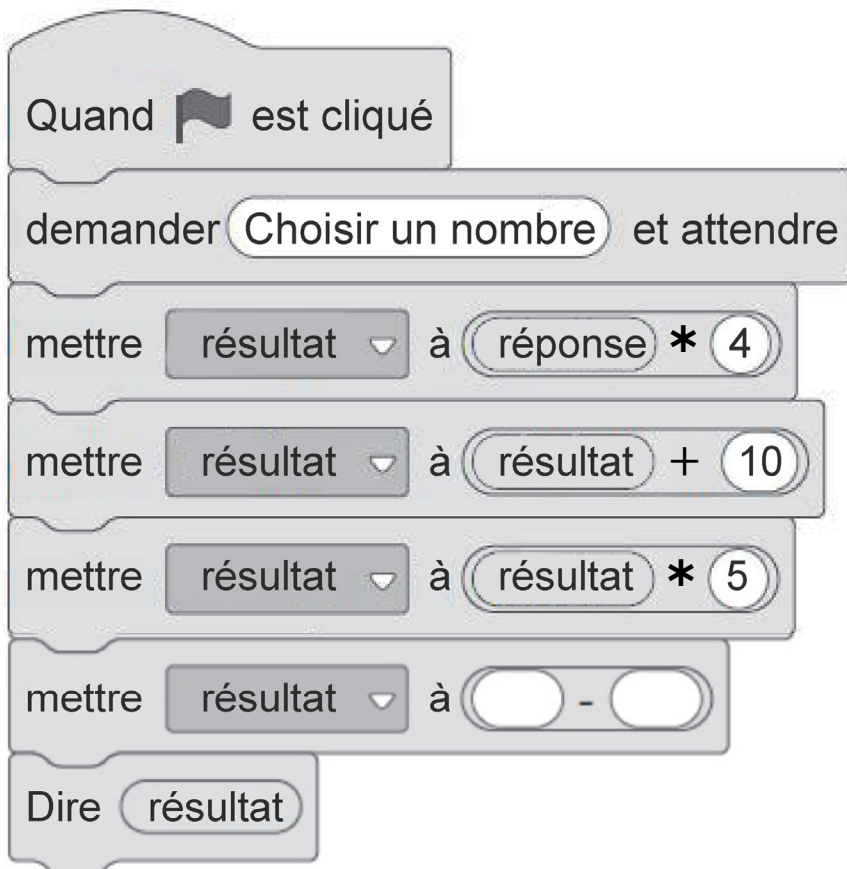 Quand est cliqué
demander Choisir un nombre et attendre
mettre résultat à réponse * 4
mettre résultat à résultat + 10
mettre résultat à résultat * 5
mettre résultat à -
Dire résultat